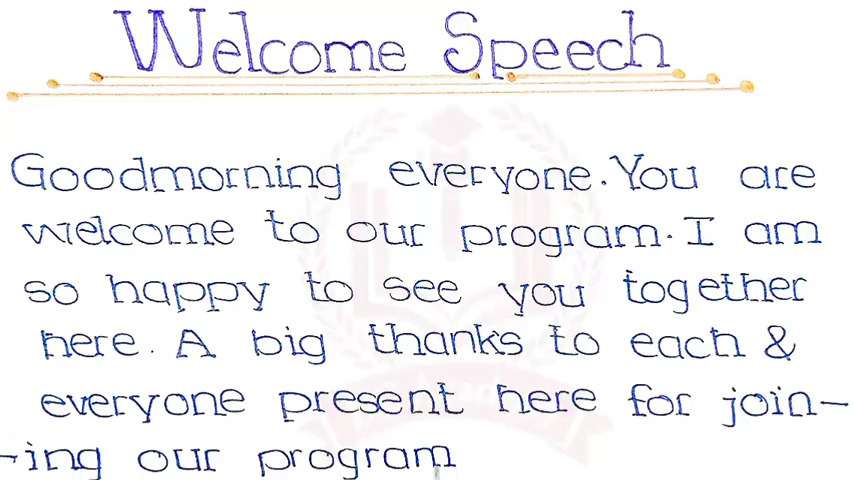 Welcome Speech
Goodmorning everyone. You are
welcome to our program. I am
so happy to see you together
here. A big thanks to each &
everyone present here for join-
-ing our program